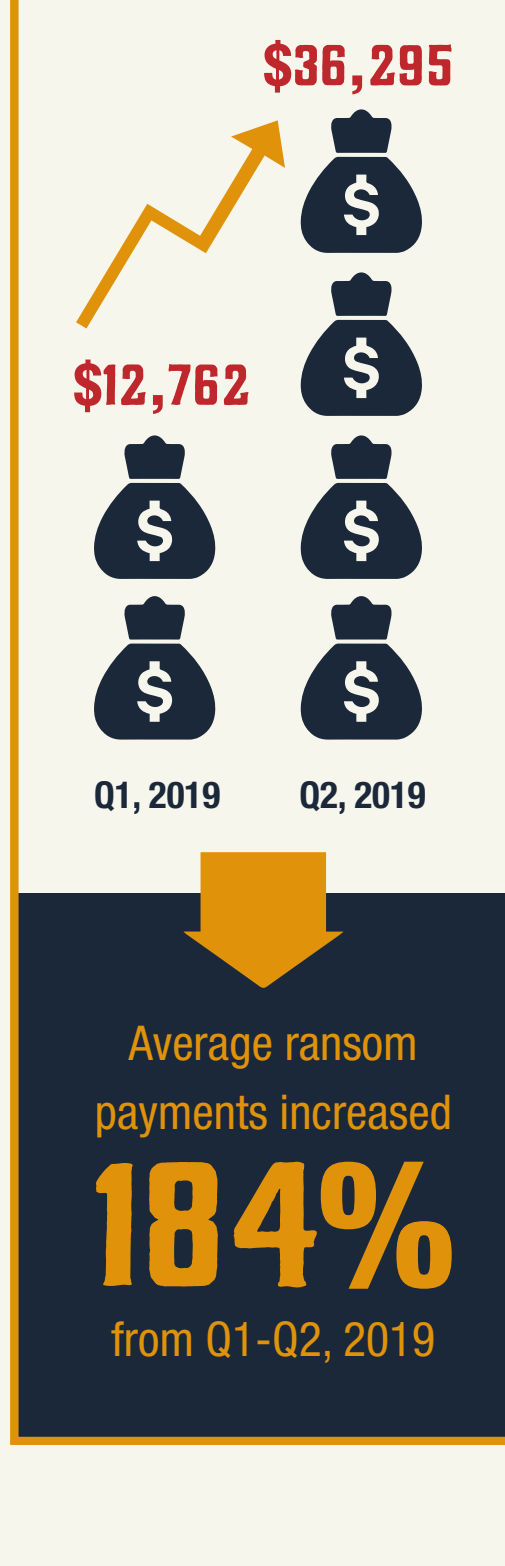 $36,295
$12,762
$
$
$
$
$
$
Q1, 2019 Q2, 2019
Average ransom
payments increased
184%
from Q1-Q2, 2019